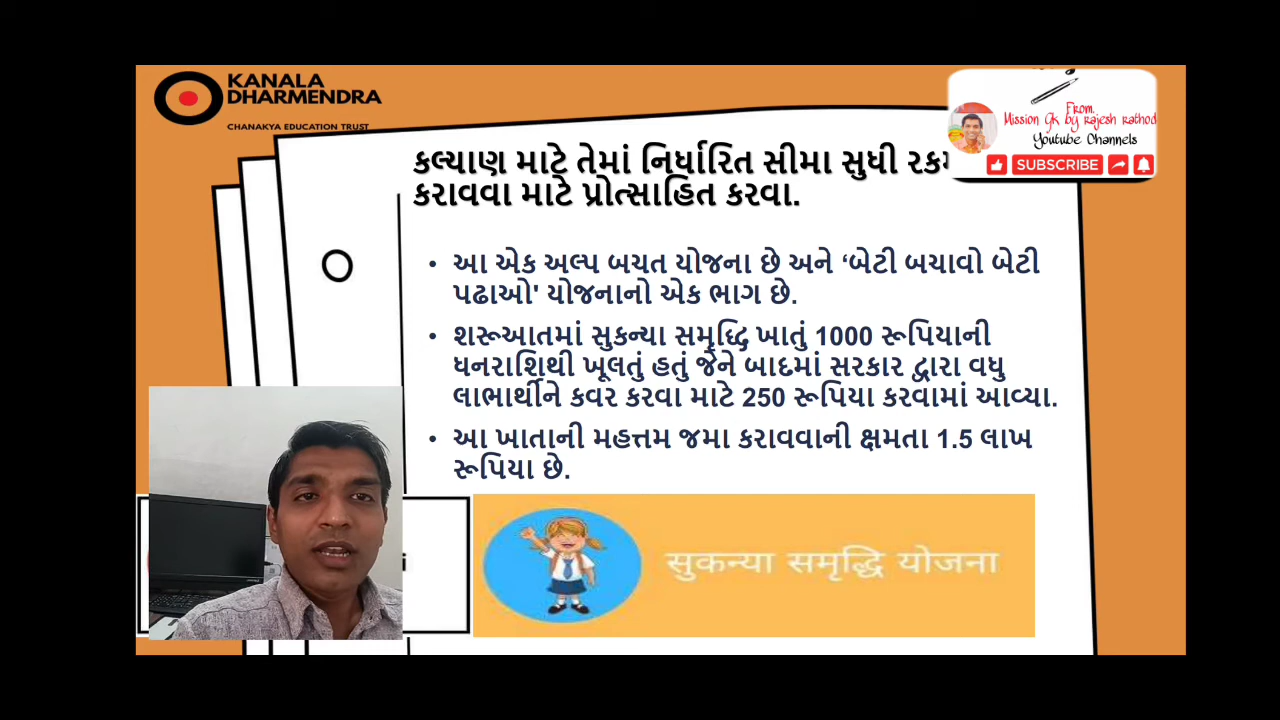 KANALA
DHARMENDRA
CHANAKYA EDUCATION TRUST
From.
Mission Gk by rajesh rathod
Youtube Channels
SUBSCRIBE
કલ્યાણ માટે તેમાં નિર્ધારિત સીમા સુધી
કરાવવા માટે પ્રોત્સાહિત કરવા.
• આ એક અલ્પ બચત યોજના છે અને ‘બેટી બચાવો બેટી
પઢાઓ' યોજનાનો એક ભાગ છે.
• શરૂઆતમાં સુકન્યા સમૃદ્ધિ ખાતું 1000 રૂપિયાની
ધનરાશિથી ખૂલતું હતું જેને બાદમાં સરકાર દ્વારા વધુ
લાભાર્થીને કવર કરવા માટે 250 રૂપિયા કરવામાં આવ્યા.
• આ ખાતાની મહત્તમ જમા કરાવવાની ક્ષમતા 1.5 લાખ
રૂપિયા છે.
सुकन्या समृद्धि योजना